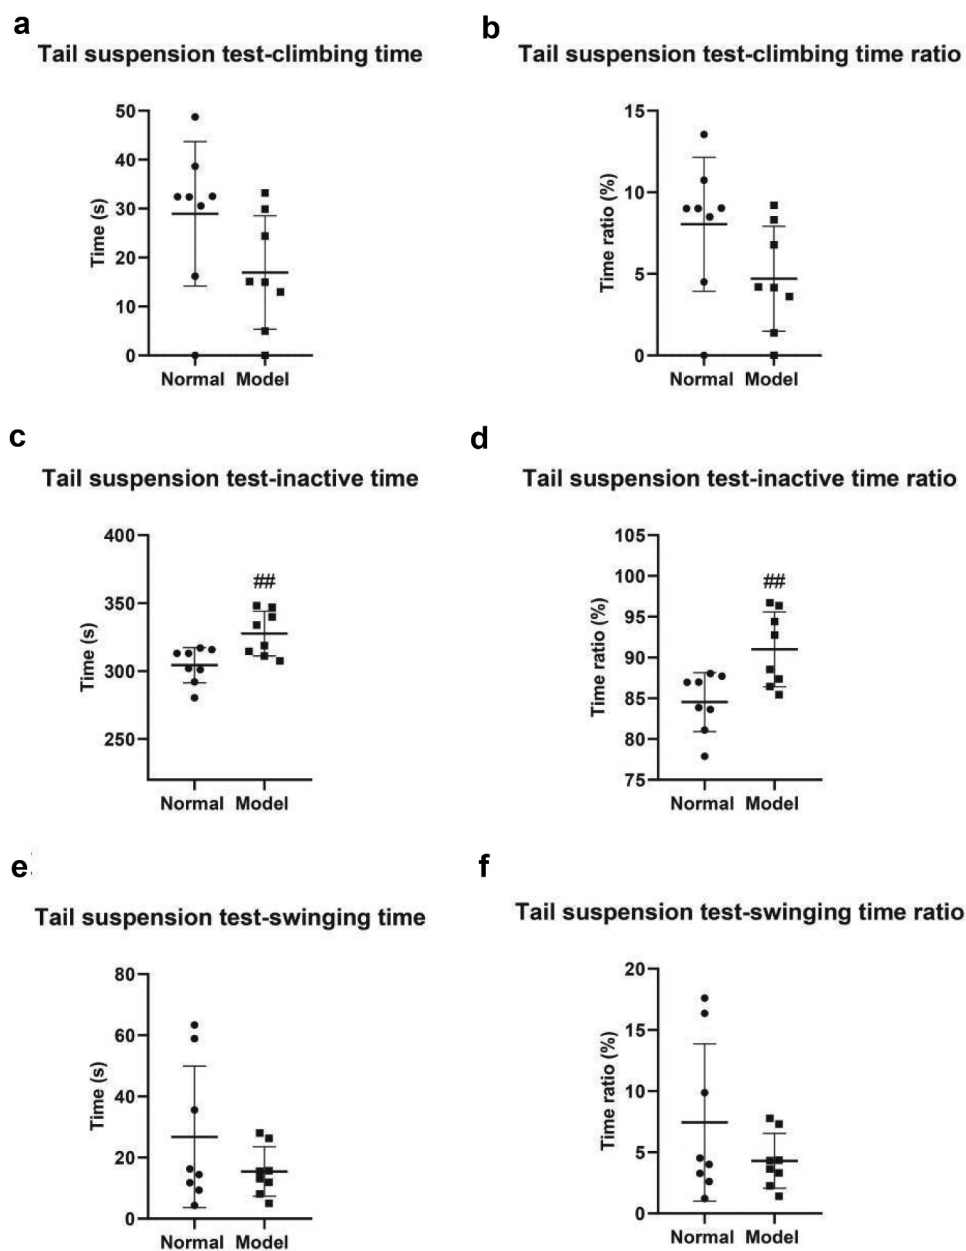 a
Tail suspension test-climbing time
50
40
30
20
10
0
Time (s)
Normal Model
b
Tail suspension test-climbing time ratio
15
10
5
0
Time ratio (%)
Normal Model
c
Tail suspension test-inactive time
400
350
300
250
Time (s)
##
Normal Model
d
Tail suspension test-inactive time ratio
105
100
95
90
85
80
75
Time ratio (%)
##
Normal Model
e
Tail suspension test-swinging time
80
60
40
20
0
Time (s)
Normal Model
f
Tail suspension test-swinging time ratio
20
15
10
5
0
Time ratio (%)
Normal Model